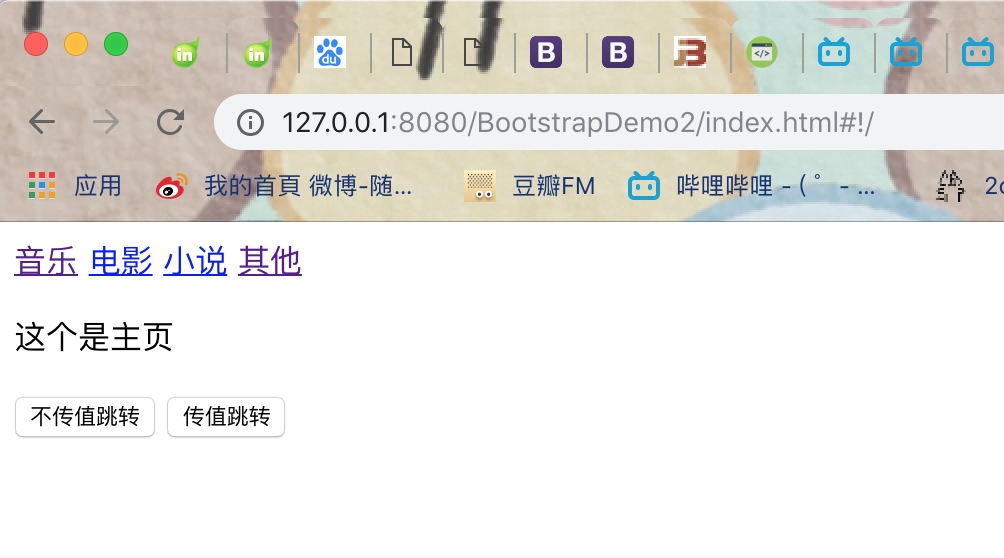 127.0.0.1:8080/BootstrapDemo2/index.html#!/
应用 我的首頁 微博-随... 豆瓣FM 哔哩哔哩 - ( ゜ - ...
音乐 电影 小说 其他
这个是主页
不传值跳转 传值跳转